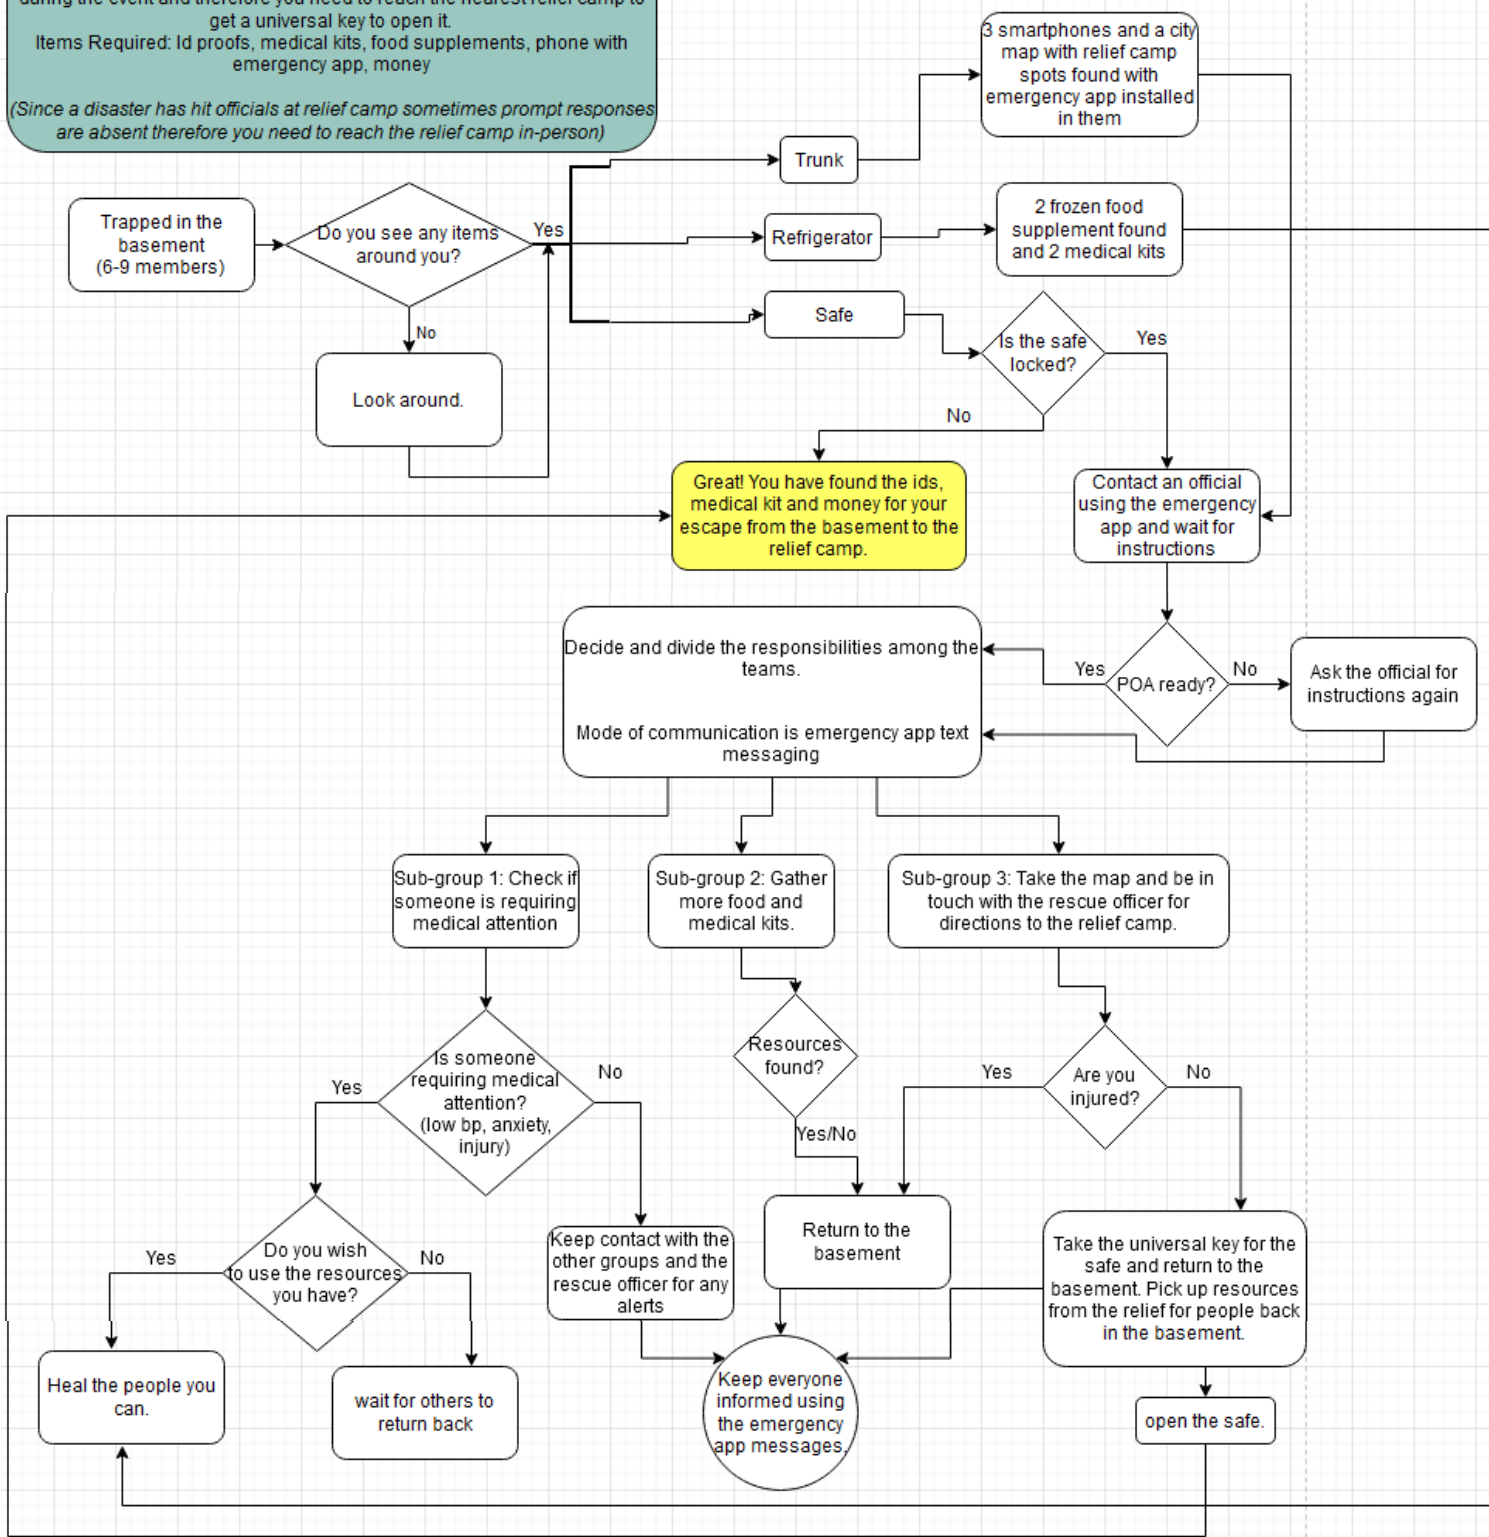 during the event and therefore you need to reach the nearest relief camp to
get a universal key to open it.
Items Required: Id proofs, medical kits, food supplements, phone with
emergency app, money
(Since a disaster has hit officials at relief camp sometimes prompt responses
are absent therefore you need to reach the relief camp in-person)
3 smartphones and a city
map with relief camp
spots found with
emergency app installed
in them
Trunk
Trapped in the
basement
(6-9 members)
Do you see any items
around you?
Yes
Refrigerator
2 frozen food
supplement found
and 2 medical kits
Safe
No
Look around.
Is the safe
locked?
Yes
No
Great! You have found the ids,
medical kit and money for your
escape from the basement to the
relief camp.
Contact an official
using the emergency
app and wait for
instructions
Decide and divide the responsibilities among the
teams.
Mode of communication is emergency app text
messaging
Yes
POA ready?
No
Ask the official for
instructions again
Sub-group 1: Check if
someone is requiring
medical attention
Sub-group 2: Gather
more food and
medical kits.
Sub-group 3: Take the map and be in
touch with the rescue officer for
directions to the relief camp.
Yes
Is someone
requiring medical
attention?
(low bp, anxiety,
injury)
No
Resources
found?
Yes/No
Yes
Are you
injured?
No
Yes
Do you wish
to use the resources
you have?
No
Keep contact with the
other groups and the
rescue officer for any
alerts
Return to the
basement
Take the universal key for the
safe and return to the
basement. Pick up resources
from the relief for people back
in the basement.
Heal the people you
can.
wait for others to
return back
Keep everyone
informed using
the emergency
app messages.
open the safe.